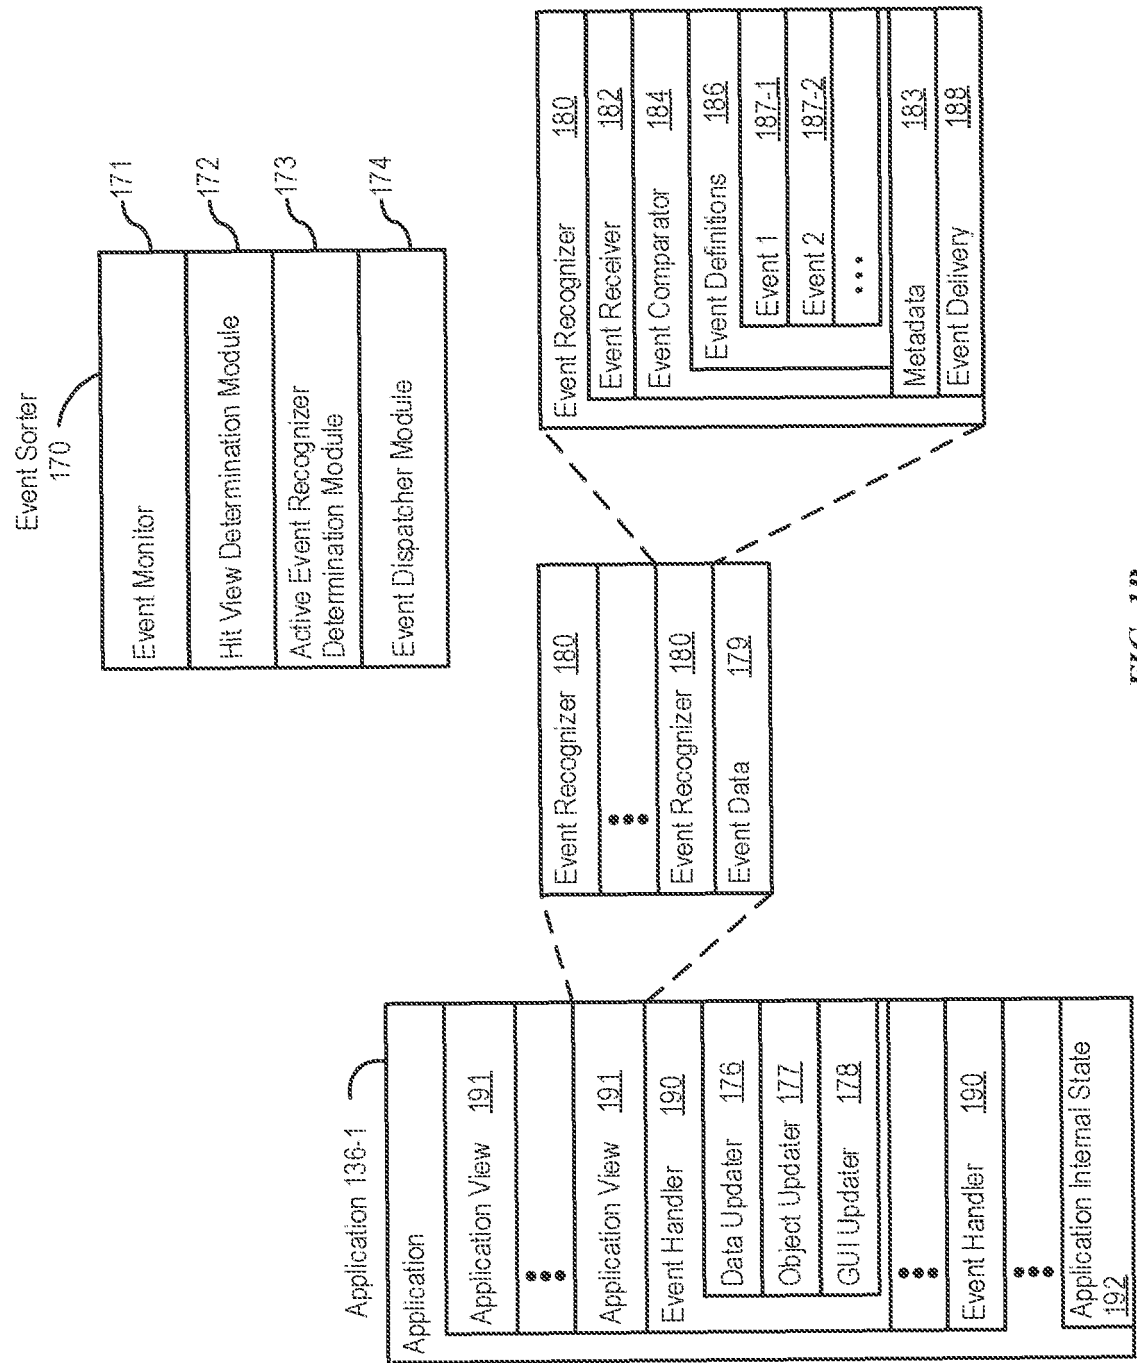 Event Sorter
170
Event Monitor
171
Hit View Determination Module
172
Active Event Recognizer
Determination Module
173
Event Dispatcher Module
174
Application 136-1
Application
Application View 191
•••
Application View 191
Event Handler 190
Data Updater 176
Object Updater 177
GUI Updater 178
•••
Event Handler 190
•••
Application Internal State
192
Event Recognizer 180
•••
Event Recognizer 180
Event Data 179
Event Recognizer 180
Event Receiver 182
Event Comparator 184
Event Definitions 186
Event 1 187-1
Event 2 187-2
•••
Metadata 183
Event Delivery 188